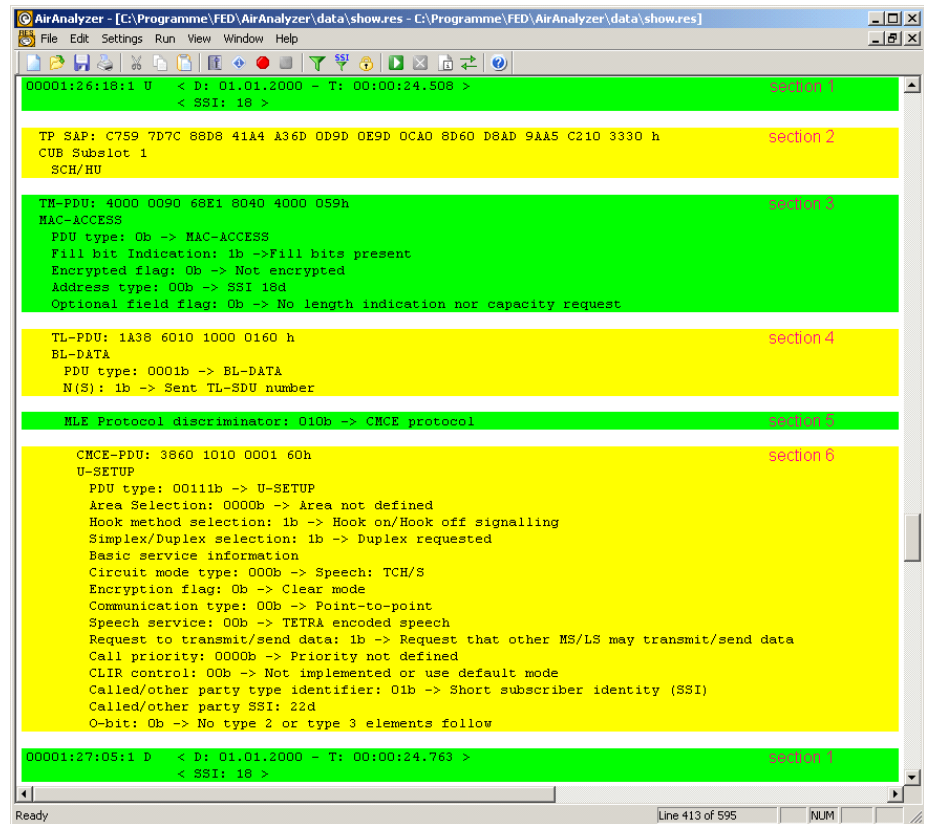 AirAnalyzer - [C:\Programme\FED\AirAnalyzer\data\show.res - C:\Programme\FED\AirAnalyzer\data\show.res]
RES File Edit Settings Run View Window Help
SSI
00001:26:18:1 U < D: 01.01.2000 - T: 00:00:24.508 > section 1
< SSI: 18 >
TP SAP: C759 7D7C 88D8 41A4 A36D 0D9D 0E9D 0CA0 8D60 D8AD 9AA5 C210 3330 h section 2
CUB Subslot 1
SCH/HU
TM-PDU: 4000 0090 68E1 8040 4000 059h section 3
MAC-ACCESS
PDU type: 0b -> MAC-ACCESS
Fill bit Indication: 1b ->Fill bits present
Encrypted flag: 0b -> Not encrypted
Address type: 00b -> SSI 18d
Optional field flag: 0b -> No length indication nor capacity request
TL-PDU: 1A38 6010 1000 0160 h section 4
BL-DATA
PDU type: 0001b -> BL-DATA
N(S): 1b -> Sent TL-SDU number
MLE Protocol discriminator: 010b -> CMCE protocol section 5
CMCE-PDU: 3860 1010 0001 60h section 6
U-SETUP
PDU type: 00111b -> U-SETUP
Area Selection: 0000b -> Area not defined
Hook method selection: 1b -> Hook on/Hook off signalling
Simplex/Duplex selection: 1b -> Duplex requested
Basic service information
Circuit mode type: 000b -> Speech: TCH/S
Encryption flag: 0b -> Clear mode
Communication type: 00b -> Point-to-point
Speech service: 00b -> TETRA encoded speech
Request to transmit/send data: 1b -> Request that other MS/LS may transmit/send data
Call priority: 0000b -> Priority not defined
CLIR control: 00b -> Not implemented or use default mode
Called/other party type identifier: 01b -> Short subscriber identity (SSI)
Called/other party SSI: 22d
O-bit: 0b -> No type 2 or type 3 elements follow
00001:27:05:1 D < D: 01.01.2000 - T: 00:00:24.763 > section 1
< SSI: 18 >
Ready Line 413 of 595 NUM